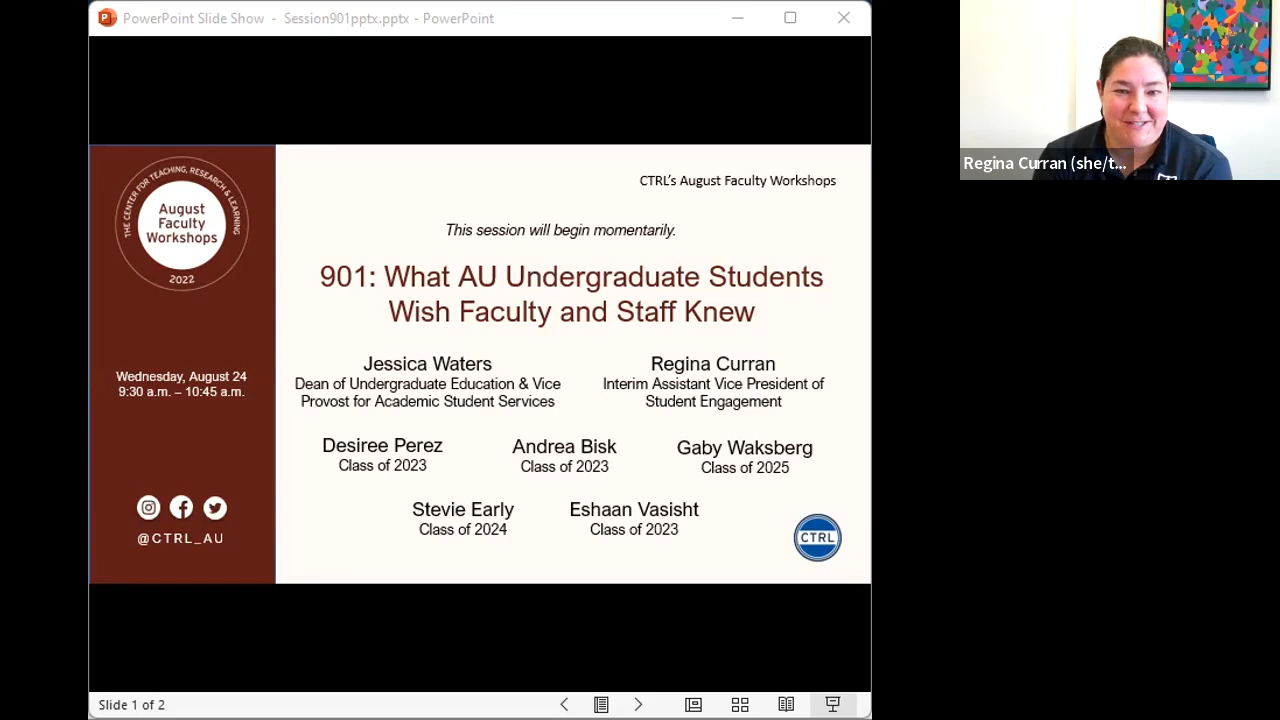 PowerPoint Slide Show - Session901pptx.pptx - PowerPoint
Regina Curran (she/t...
THE CENTER FOR TEACHING, RESEARCH & LEARNING
August
Faculty
Workshops
2022
Wednesday, August 24
9:30 a.m. – 10:45 a.m.
@CTRL_AU
CTRL's August Faculty Workshops
This session will begin momentarily.
901: What AU Undergraduate Students
Wish Faculty and Staff Knew
Jessica Waters
Dean of Undergraduate Education & Vice
Provost for Academic Student Services
Regina Curran
Interim Assistant Vice President of
Student Engagement
Desiree Perez
Class of 2023
Andrea Bisk
Class of 2023
Gaby Waksberg
Class of 2025
Stevie Early
Class of 2024
Eshaan Vasisht
Class of 2023
CTRL
Slide 1 of 2